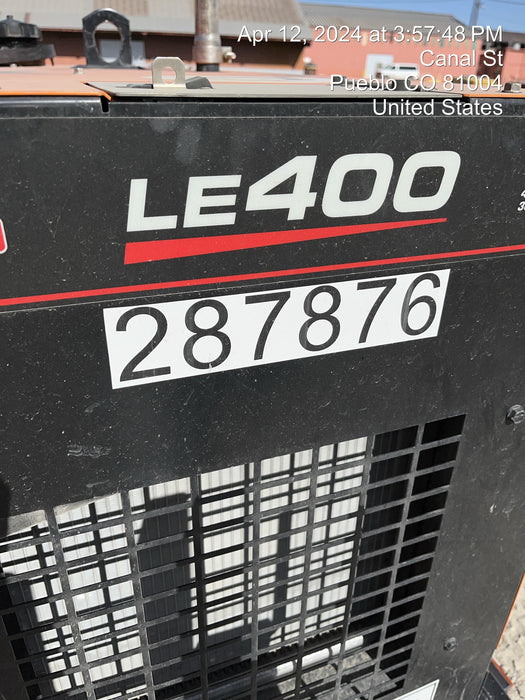 Apr 12, 2024 at 3:57:48 PM
Canal St
Pueblo CO 81004
United States
LE400
287876